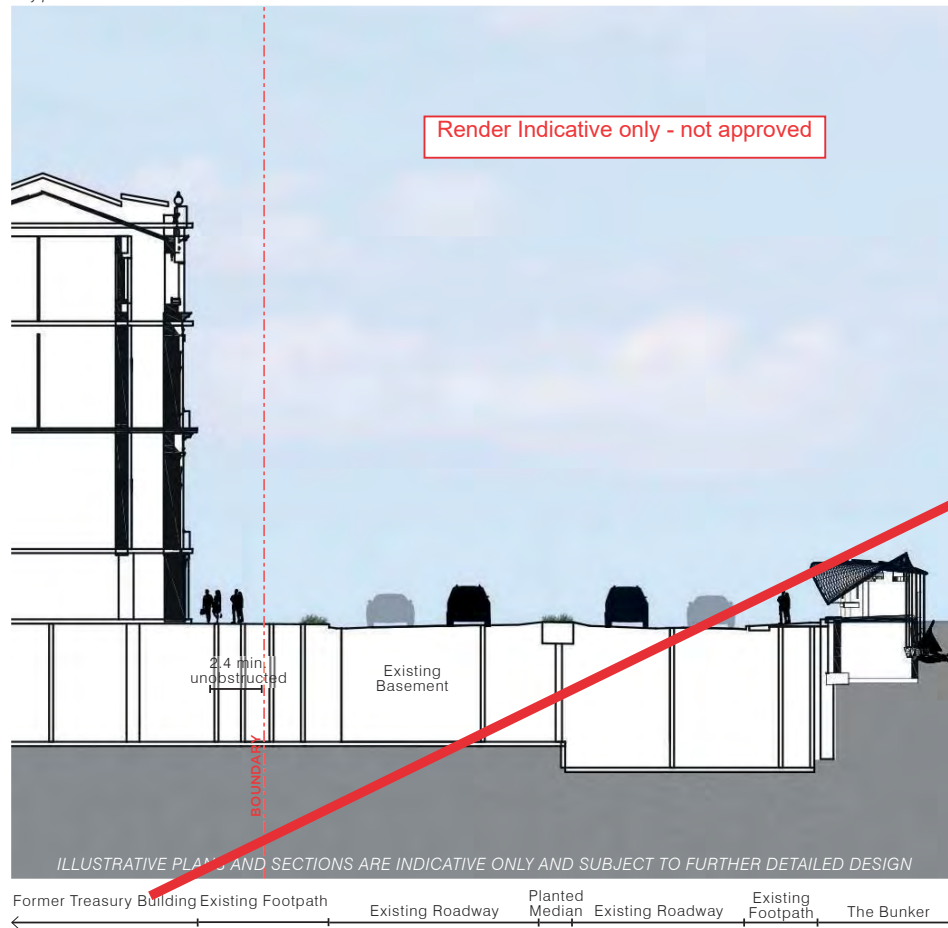 Render Indicative only - not approved
2.4 min.
unobstructed
Existing
Basement
BOUNDARY
ILLUSTRATIVE PLANS AND SECTIONS ARE INDICATIVE ONLY AND SUBJECT TO FURTHER DETAILED DESIGN
Former Treasury Building
Existing Footpath
Existing Roadway
Planted
Median
Existing Roadway
Existing
Footpath
The Bunker